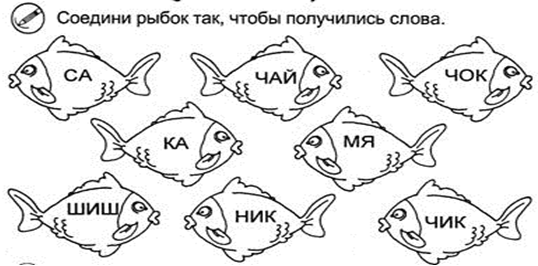 Соедини рыбок так, чтобы получились слова.
СА ЧАЙ ЧОК
КА МЯ
ШИШ НИК ЧИК